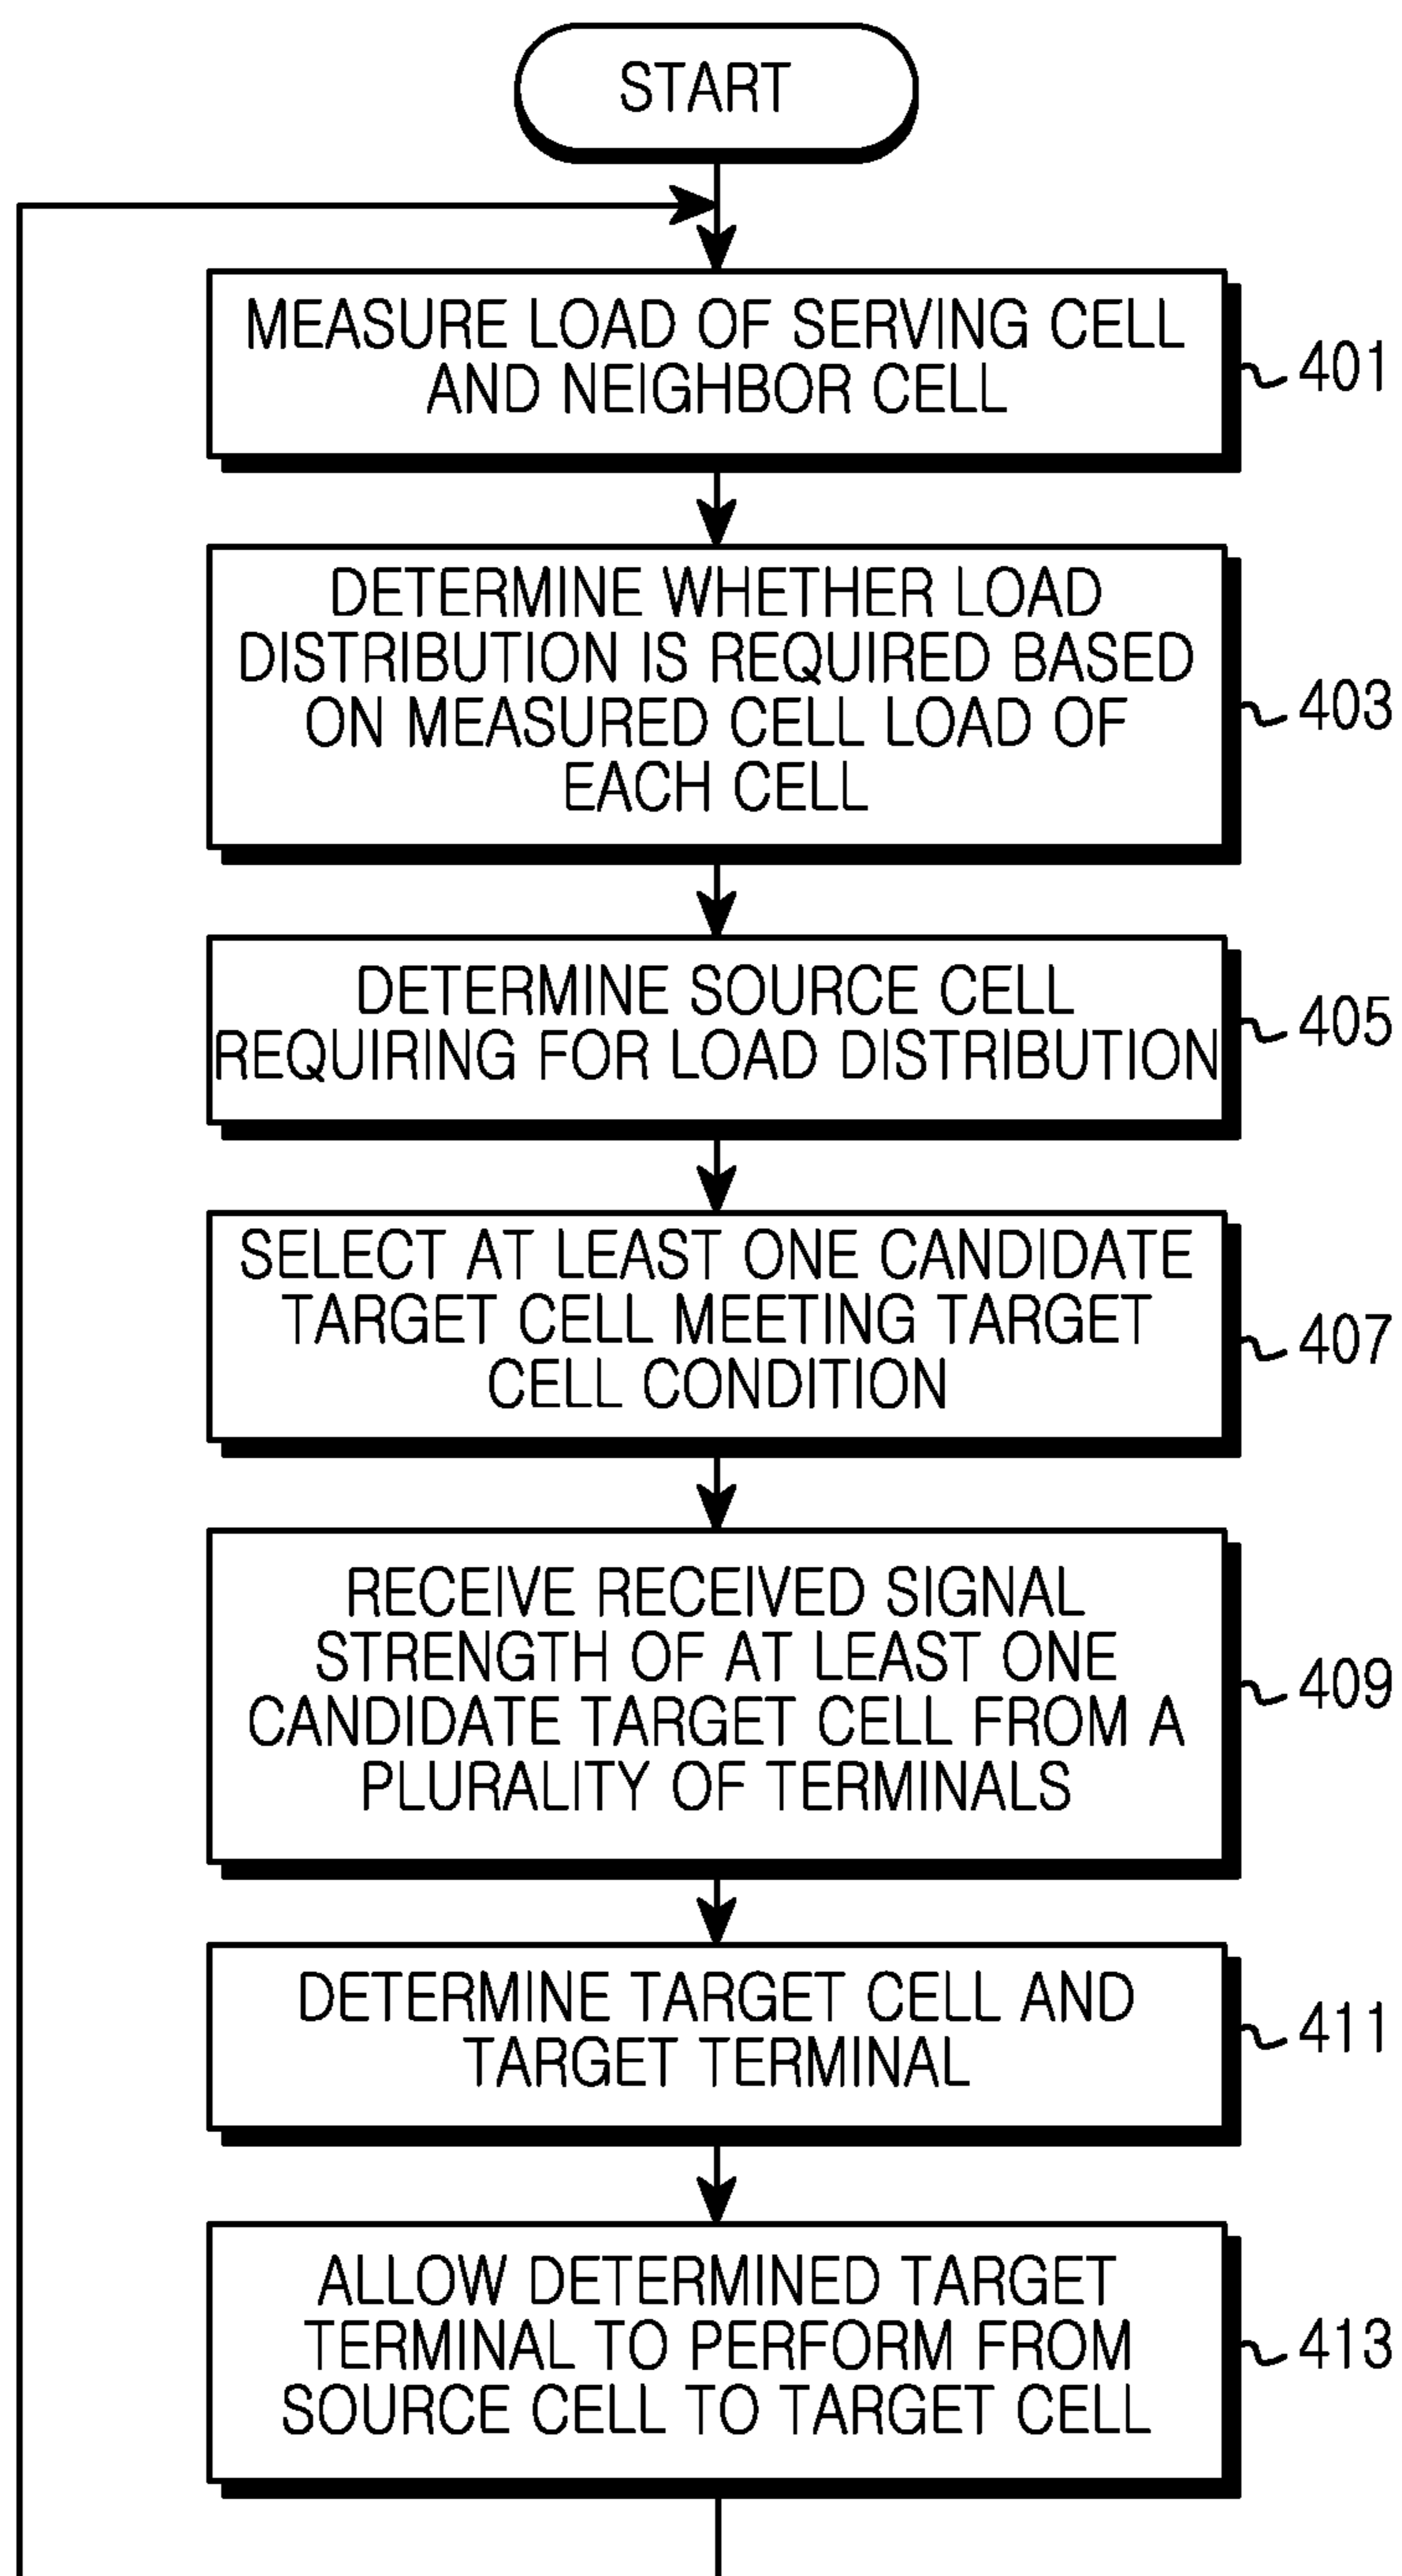 START
MEASURE LOAD OF SERVING CELL
AND NEIGHBOR CELL
401
DETERMINE WHETHER LOAD
DISTRIBUTION IS REQUIRED BASED
ON MEASURED CELL LOAD OF
EACH CELL
403
DETERMINE SOURCE CELL
REQUIRING FOR LOAD DISTRIBUTION
405
SELECT AT LEAST ONE CANDIDATE
TARGET CELL MEETING TARGET
CELL CONDITION
407
RECEIVE RECEIVED SIGNAL
STRENGTH OF AT LEAST ONE
CANDIDATE TARGET CELL FROM A
PLURALITY OF TERMINALS
409
DETERMINE TARGET CELL AND
TARGET TERMINAL
411
ALLOW DETERMINED TARGET
TERMINAL TO PERFORM FROM
SOURCE CELL TO TARGET CELL
413